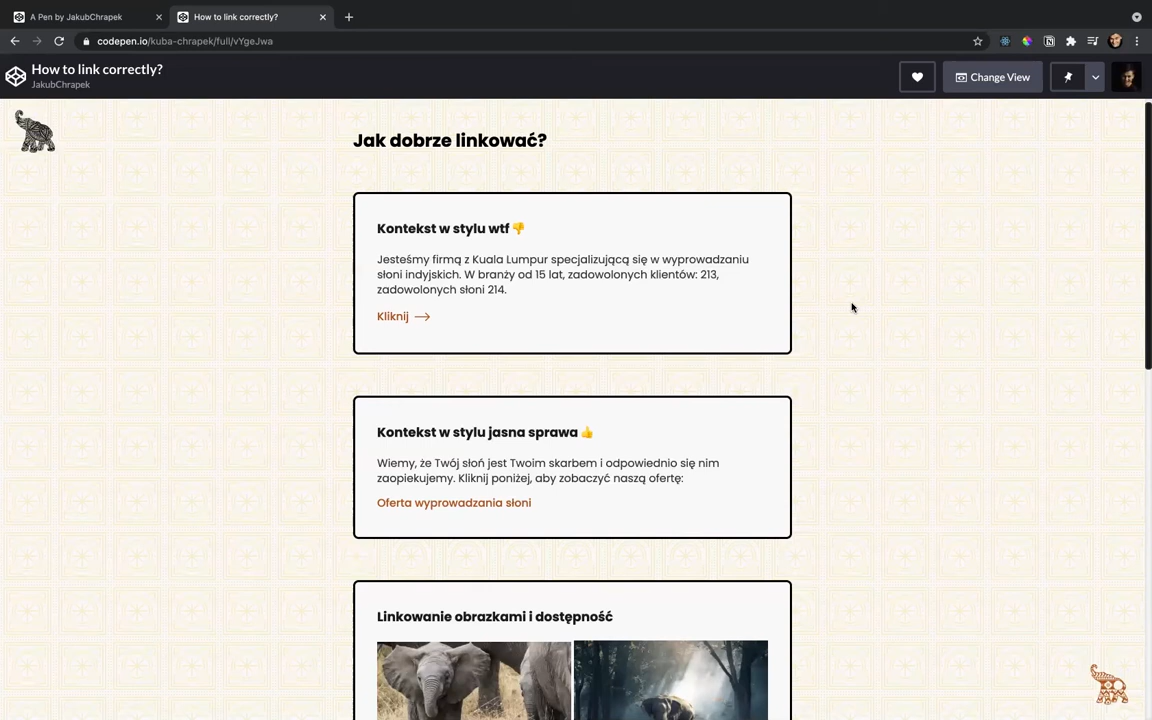 A Pen by JakubChrapek
How to link correctly?
codepen.io/kuba-chrapek/full/vYgeJwa
How to link correctly?
JakubChrapek
Change View
Jak dobrze linkować?
Kontekst w stylu wtf 👎
Jesteśmy firmą z Kuala Lumpur specjalizującą się w wyprowadzaniu
słoni indyjskich. W branży od 15 lat, zadowolonych klientów: 213,
zadowolonych słoni 214.
Kliknij →
Kontekst w stylu jasna sprawa 👍
Wiemy, że Twój słoń jest Twoim skarbem i odpowiednio się nim
zaopiekujemy. Kliknij poniżej, aby zobaczyć naszą ofertę:
Oferta wyprowadzania słoni
Linkowanie obrazkami i dostępność